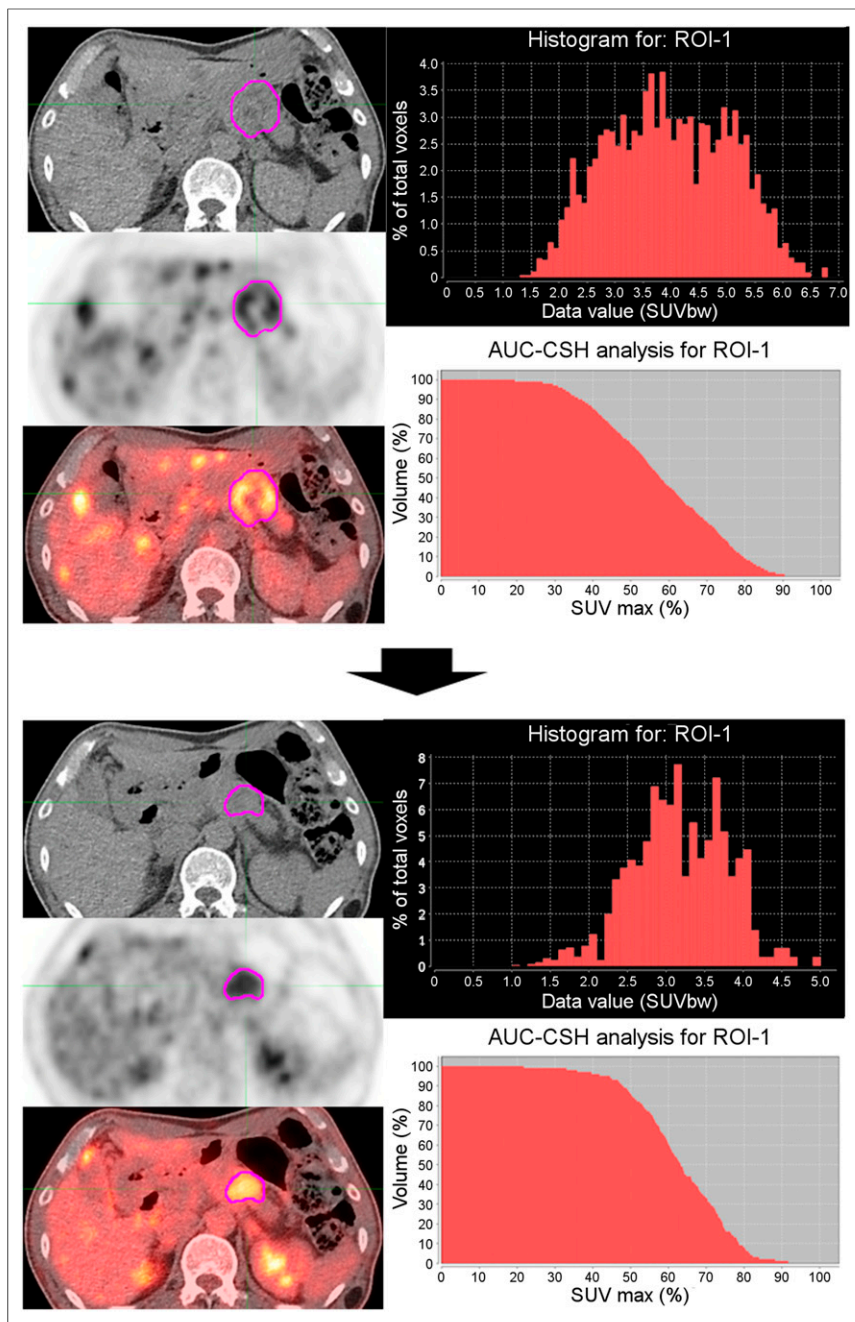 Histogram for: ROI-1
% of total voxels
4.0
3.5
3.0
2.5
2.0
1.5
1.0
0.5
0
0 0.5 1.0 1.5 2.0 2.5 3.0 3.5 4.0 4.5 5.0 5.5 6.0 6.5 7.0
Data value (SUVbw)
AUC-CSH analysis for ROI-1
Volume (%)
100
90
80
70
60
50
40
30
20
10
0
0 10 20 30 40 50 60 70 80 90 100
SUV max (%)
Histogram for: ROI-1
% of total voxels
8
7
6
5
4
3
2
1
0
0 0.5 1.0 1.5 2.0 2.5 3.0 3.5 4.0 4.5 5.0
Data value (SUVbw)
AUC-CSH analysis for ROI-1
Volume (%)
100
90
80
70
60
50
40
30
20
10
0
0 10 20 30 40 50 60 70 80 90 100
SUV max (%)